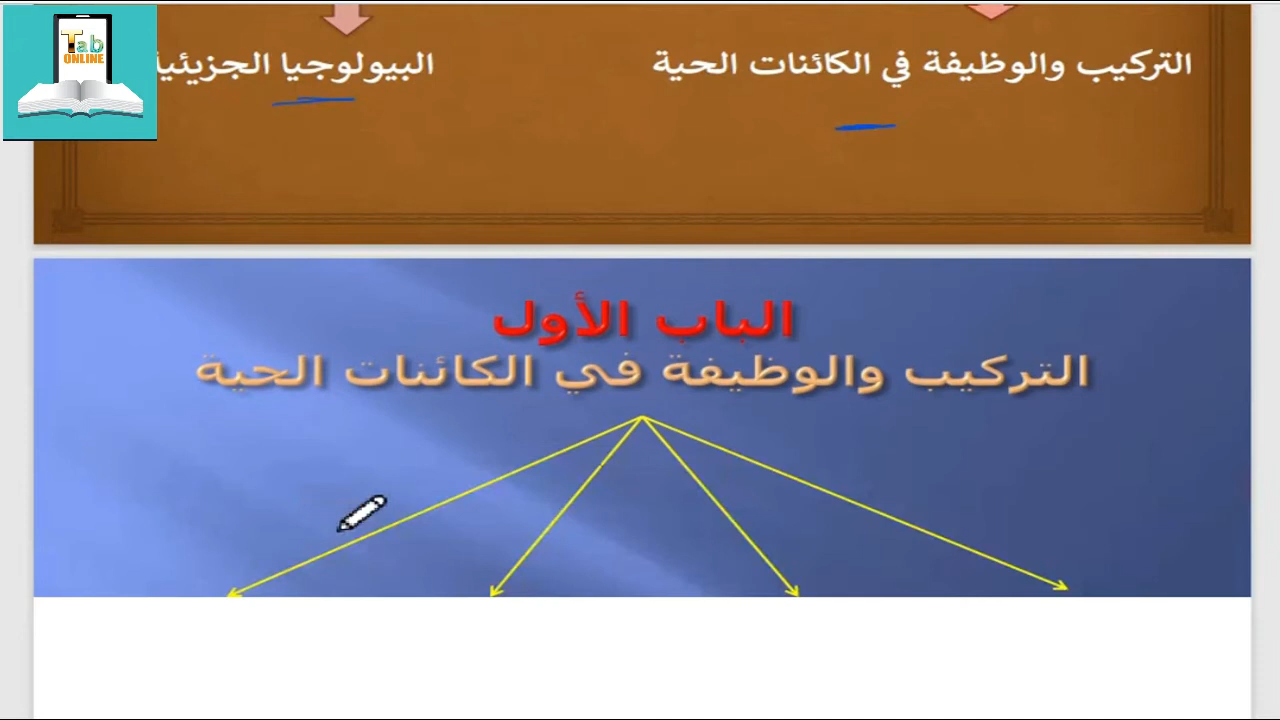 Tab
ONLINE
التركيب والوظيفة في الكائنات الحية
البيولوجيا الجزيئية
الباب الأول
التركيب والوظيفة في الكائنات الحية